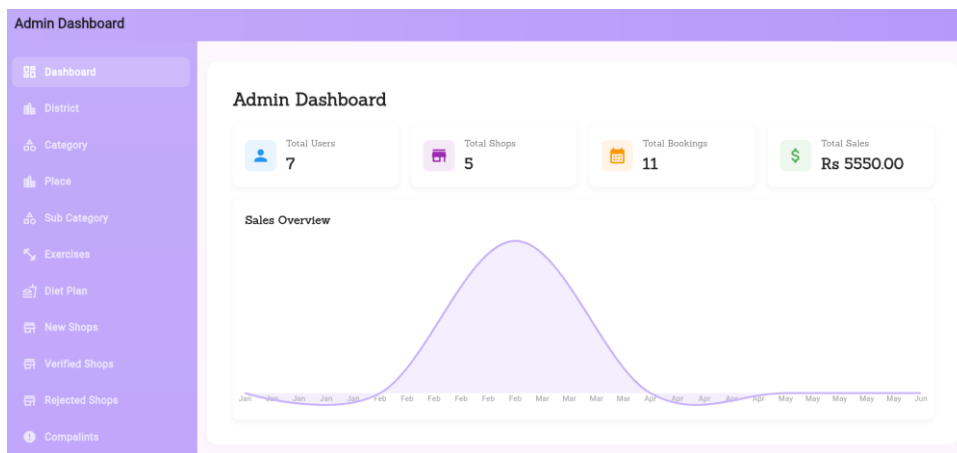 Admin Dashboard
Dashboard
District
Category
Place
Sub Category
Exercises
Diet Plan
New Shops
Verified Shops
Rejected Shops
Compalints
Admin Dashboard
Total Users
7
Total Shops
5
Total Bookings
11
Total Sales
Rs 5550.00
Sales Overview
Jan Jan Jan Jan Jan Feb Feb Feb Feb Feb Feb Mar Mar Mar Mar Apr Apr Apr Apr Apr May May May May May Jun